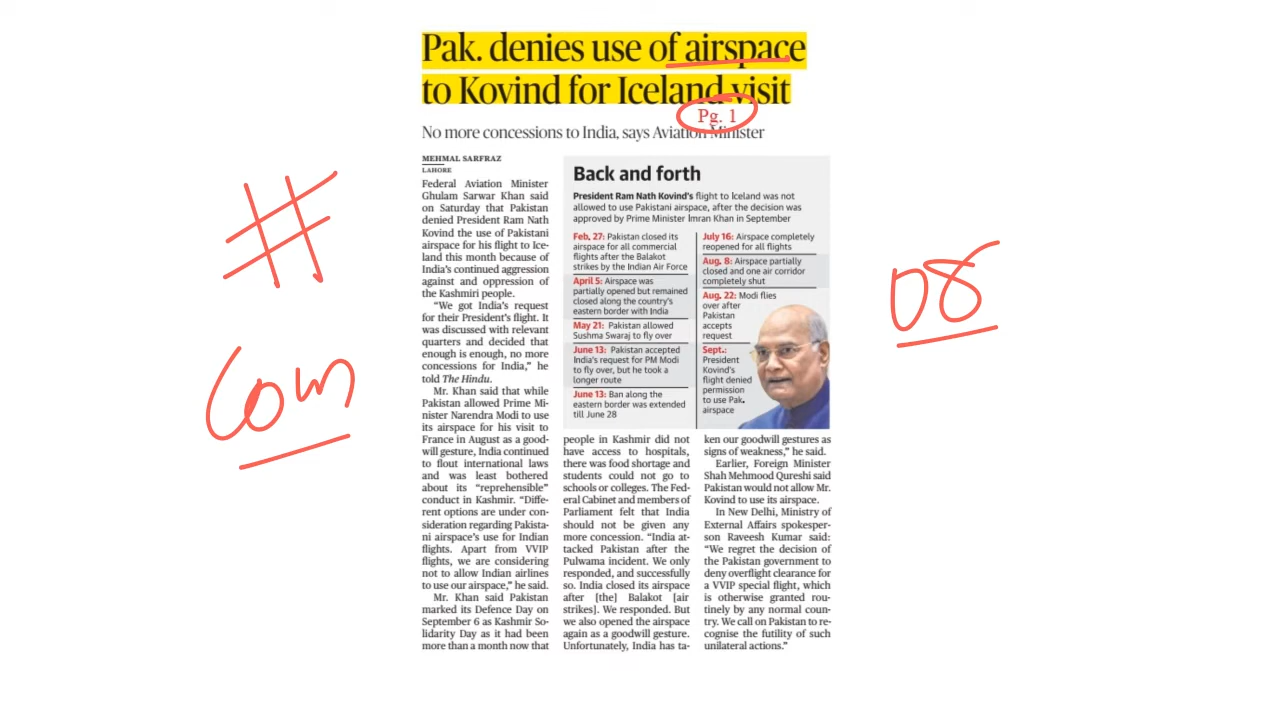 Pak. denies use of airspace
to Kovind for Iceland visit
Pg. 1
No more concessions to India, says Aviation Minister
MEHMAL SARFRAZ
LAHORE
Federal Aviation Minister
Ghulam Sarwar Khan said
on Saturday that Pakistan
denied President Ram Nath
Kovind the use of Pakistani
airspace for his flight to Ice-
land this month because of
India's continued aggression
against and oppression of
the Kashmiri people.
"We got India's request
for their President's flight. It
was discussed with relevant
quarters and decided that
enough is enough, no more
concessions for India," he
told The Hindu.
Mr. Khan said that while
Pakistan allowed Prime Mi-
nister Narendra Modi to use
its airspace for his visit to
France in August as a good-
will gesture, India continued
to flout international laws
and was least bothered
about its "reprehensible"
conduct in Kashmir. "Diffe-
rent options are under con-
sideration regarding Pakista-
ni airspace's use for Indian
flights. Apart from VVIP
flights, we are considering
not to allow Indian airlines
to use our airspace," he said.
Mr. Khan said Pakistan
marked its Defence Day on
September 6 as Kashmir So-
lidarity Day as it had been
more than a month now that
Back and forth
President Ram Nath Kovind's flight to Iceland was not
allowed to use Pakistani airspace, after the decision was
approved by Prime Minister Imran Khan in September
Feb. 27: Pakistan closed its
airspace for all commercial
flights after the Balakot
strikes by the Indian Air Force
April 5: Airspace was
partially opened but remained
closed along the country's
eastern border with India
May 21: Pakistan allowed
Sushma Swaraj to fly over
June 13: Pakistan accepted
India's request for PM Modi
to fly over, but he took a
longer route
June 13: Ban along the
eastern border was extended
till June 28
July 16: Airspace completely
reopened for all flights
Aug. 8: Airspace partially
closed and one air corridor
completely shut
Aug. 22: Modi flies
over after
Pakistan
accepts
request
Sept.:
President
Kovind's
flight denied
permission
to use Pak.
airspace
people in Kashmir did not
have access to hospitals,
there was food shortage and
students could not go to
schools or colleges. The Fed-
eral Cabinet and members of
Parliament felt that India
should not be given any
more concession. "India at-
tacked Pakistan after the
Pulwama incident. We only
responded, and successfully
so. India closed its airspace
after [the] Balakot [air
strikes]. We responded. But
we also opened the airspace
again as a goodwill gesture.
Unfortunately, India has ta-
ken our goodwill gestures as
signs of weakness," he said.
Earlier, Foreign Minister
Shah Mehmood Qureshi said
Pakistan would not allow Mr.
Kovind to use its airspace.
In New Delhi, Ministry of
External Affairs spokesper-
son Raveesh Kumar said:
"We regret the decision of
the Pakistan government to
deny overflight clearance for
a VVIP special flight, which
is otherwise granted rou-
tinely by any normal coun-
try. We call on Pakistan to re-
cognise the futility of such
unilateral actions."
#
08